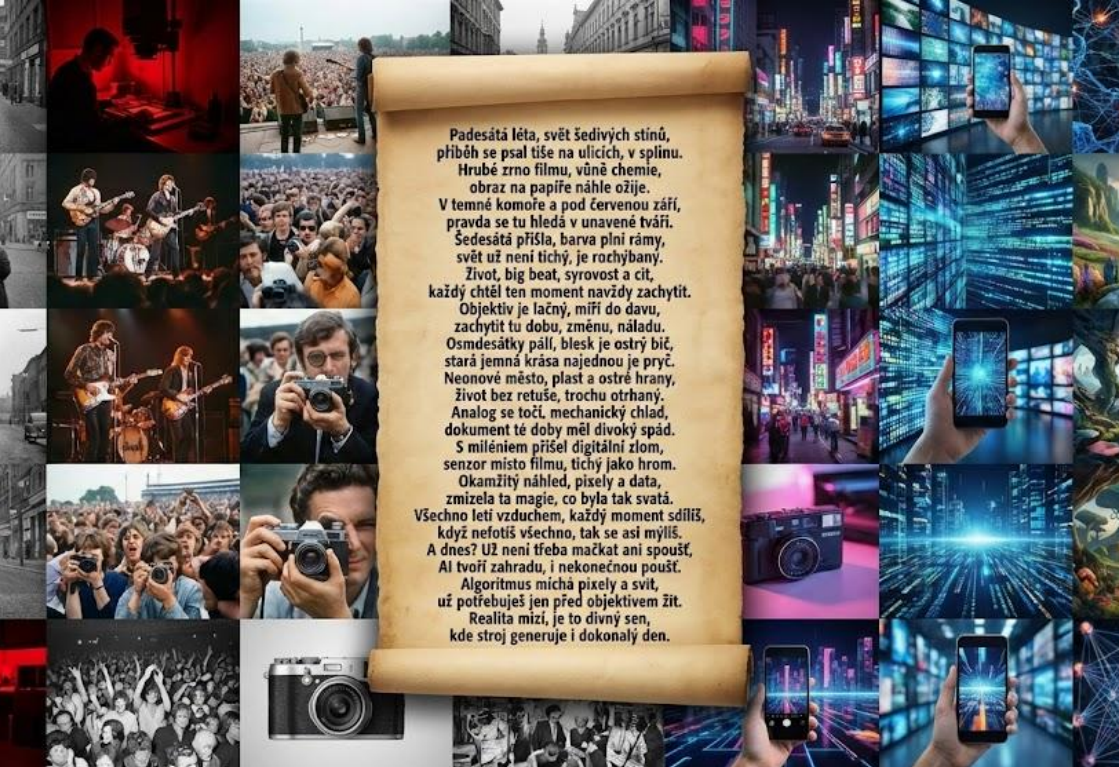 Padesátá léta, svět šedivých stínů,
příběh se psal tiše na ulicích, v splinu.
Hrubé zrno filmu, vůně chemie,
obraz na papíře náhle ožije.
V temné komoře a pod červenou září,
pravda se tu hledá v unavené tváři.
Šedesátá přišla, barva plní rámy,
svět už není tichý, je rochýbaný.
Život, big beat, syrovost a cit,
každý chtěl ten moment navždy zachytit.
Objektiv je lačný, míří do davu,
zachytit tu dobu, změnu, náladu.
Osmdesátky pálí, blesk je ostrý bič,
stará jemná krása najednou je pryč.
Neonové město, plast a ostré hrany,
život bez retuše, trochu otrhaný.
Analog se točí, mechanický chlad,
dokument té doby měl divoký spád.
S miléniem přišel digitální zlom,
senzor místo filmu, tichý jako hrom.
Okamžitý náhled, pixely a data,
zmizela ta magie, co byla tak svatá.
Všechno letí vzduchem, každý moment sdílíš,
když nefotíš všechno, tak se asi mýlíš.
A dnes? Už není třeba mačkat ani spoušť,
AI tvoří zahradu, i nekonečnou poušť.
Algoritmus míchá pixely a svit,
už potřebuješ jen před objektivem žít.
Realita mizí, je to divný sen,
kde stroj generuje i dokonalý den.